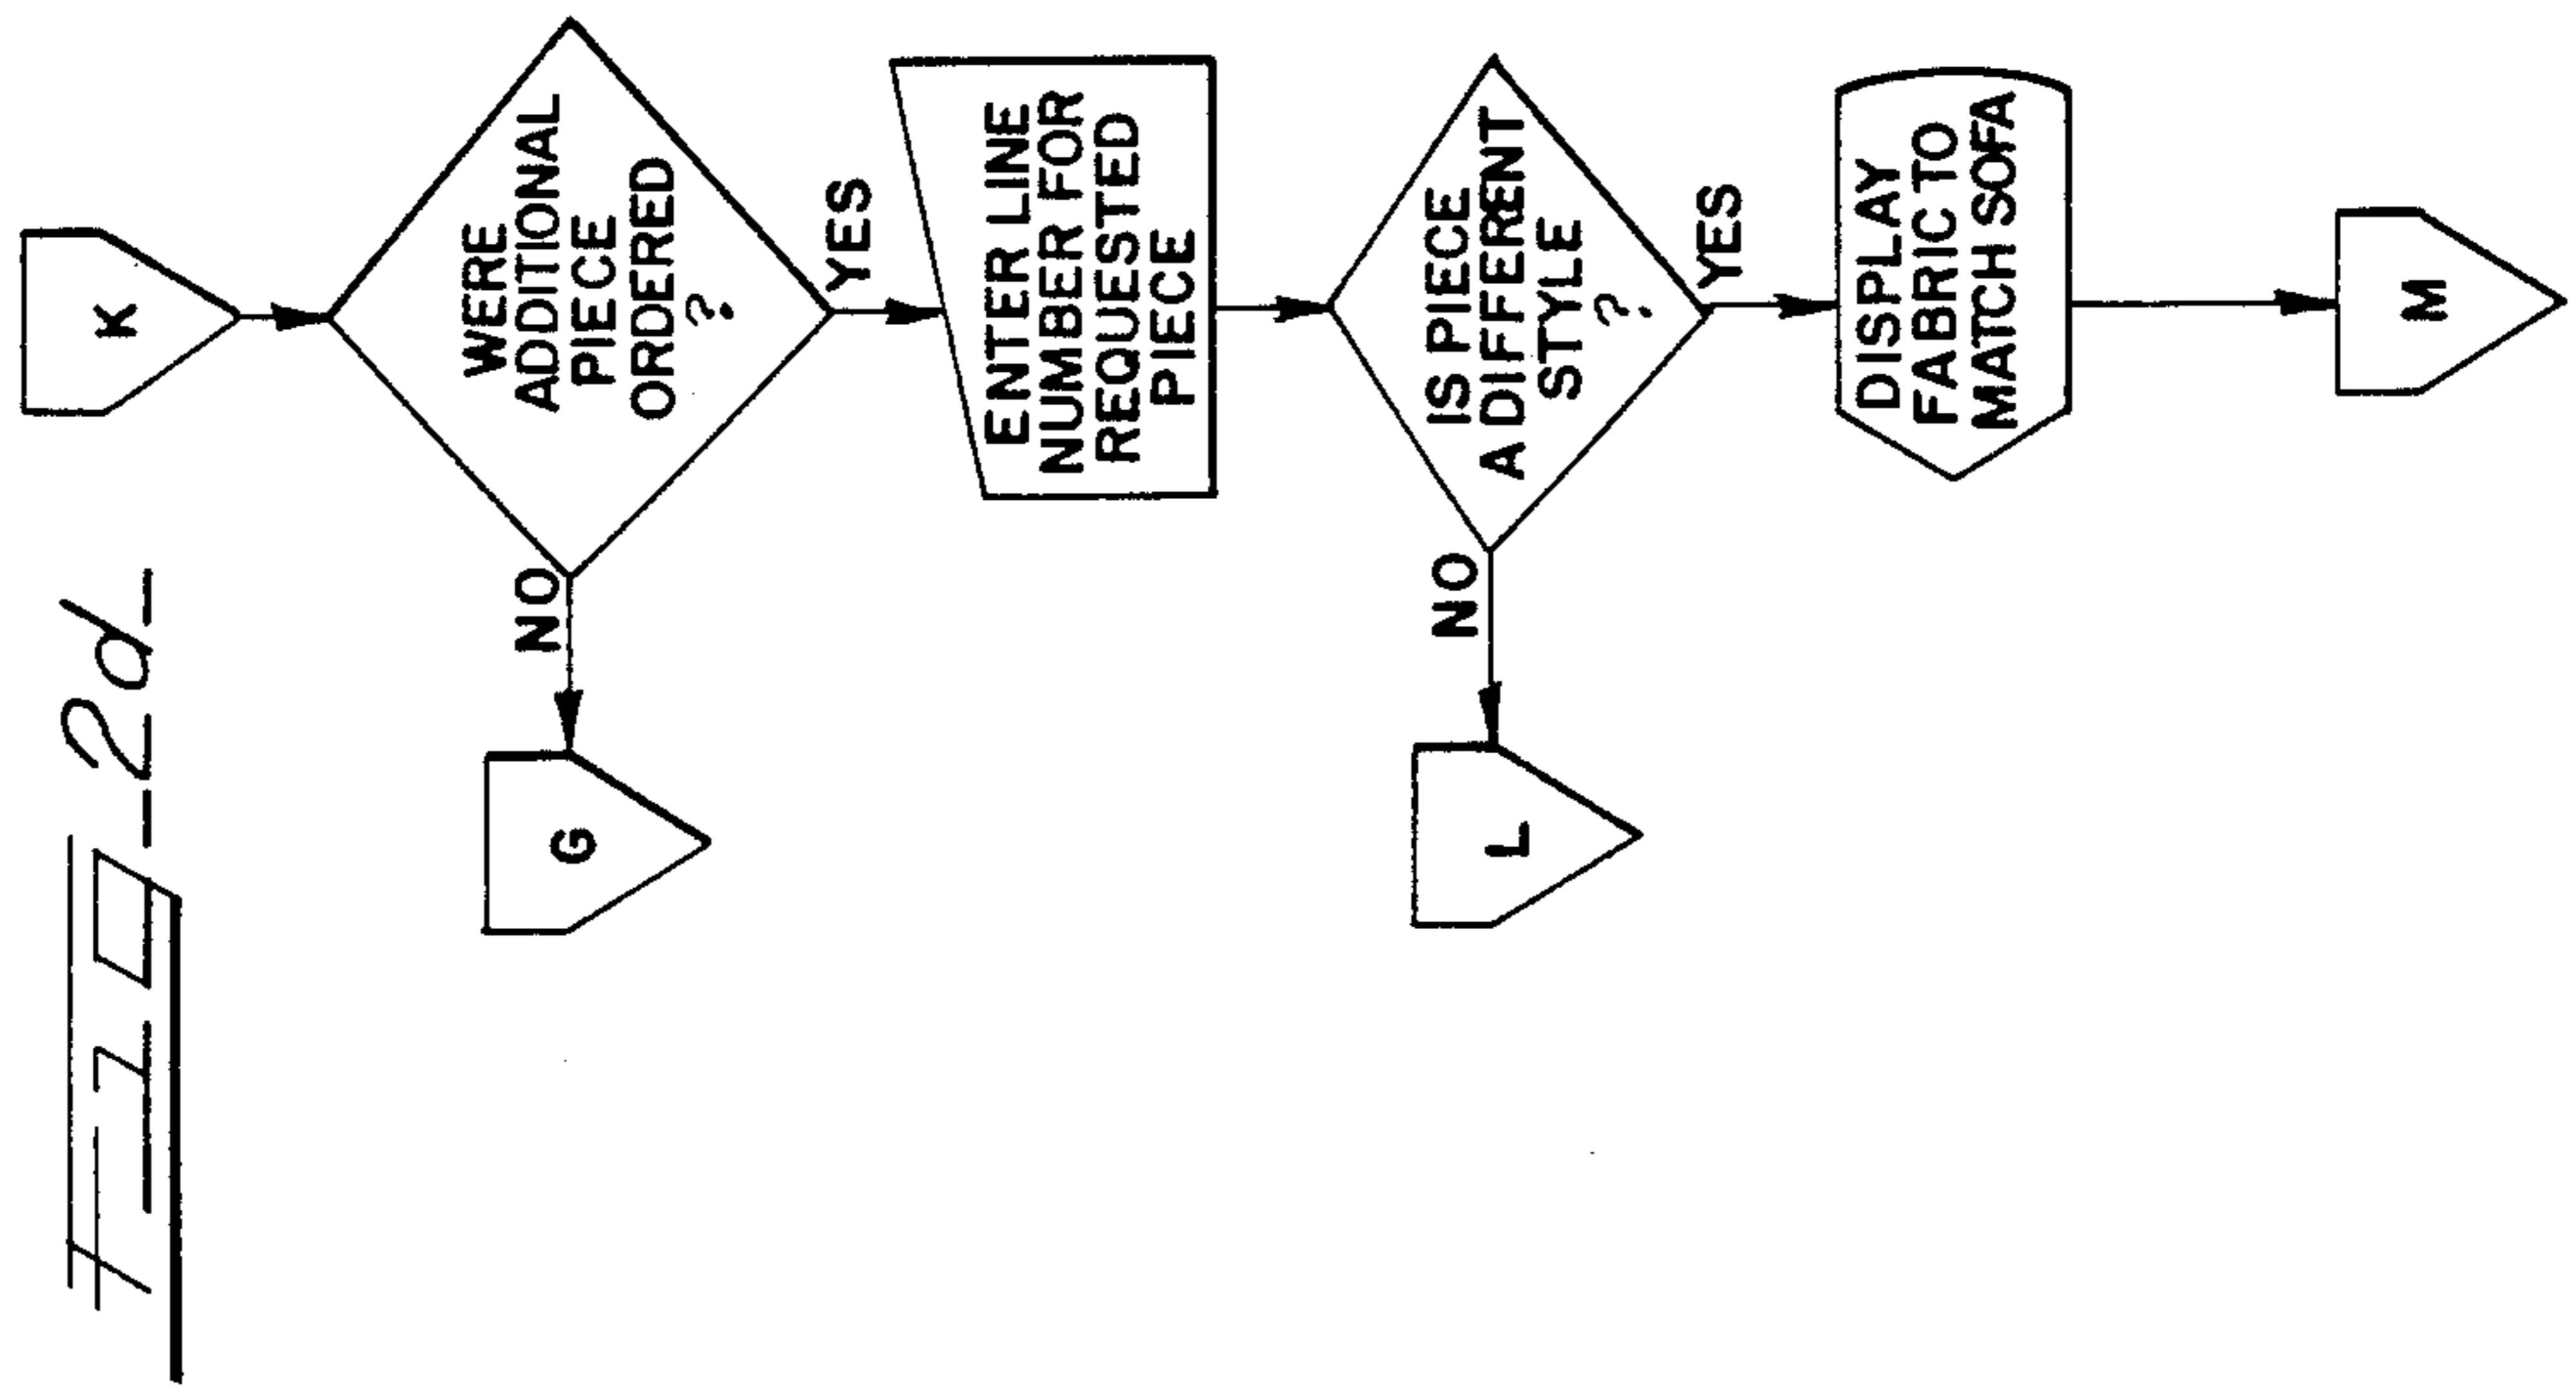 Fig. 2d
K
WERE
ADDITIONAL
PIECE
ORDERED
?
NO
G
YES
ENTER LINE
NUMBER FOR
REQUESTED
PIECE
IS PIECE
A DIFFERENT
STYLE
?
NO
L
YES
DISPLAY
FABRIC TO
MATCH SOFA
M